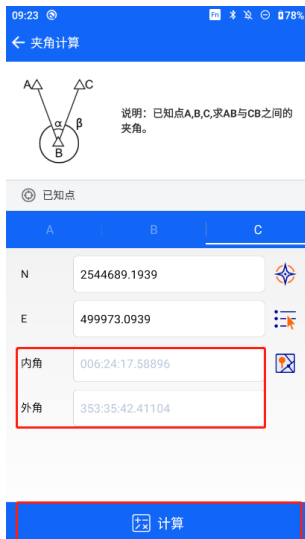 09:23 Fn 78%
夹角计算
A C
α β
B
说明：已知点A,B,C,求AB与CB之间的
夹角。
已知点
A B C
N 2544689.1939
E 499973.0939
内角 006:24:17.58896
外角 353:35:42.41104
计算